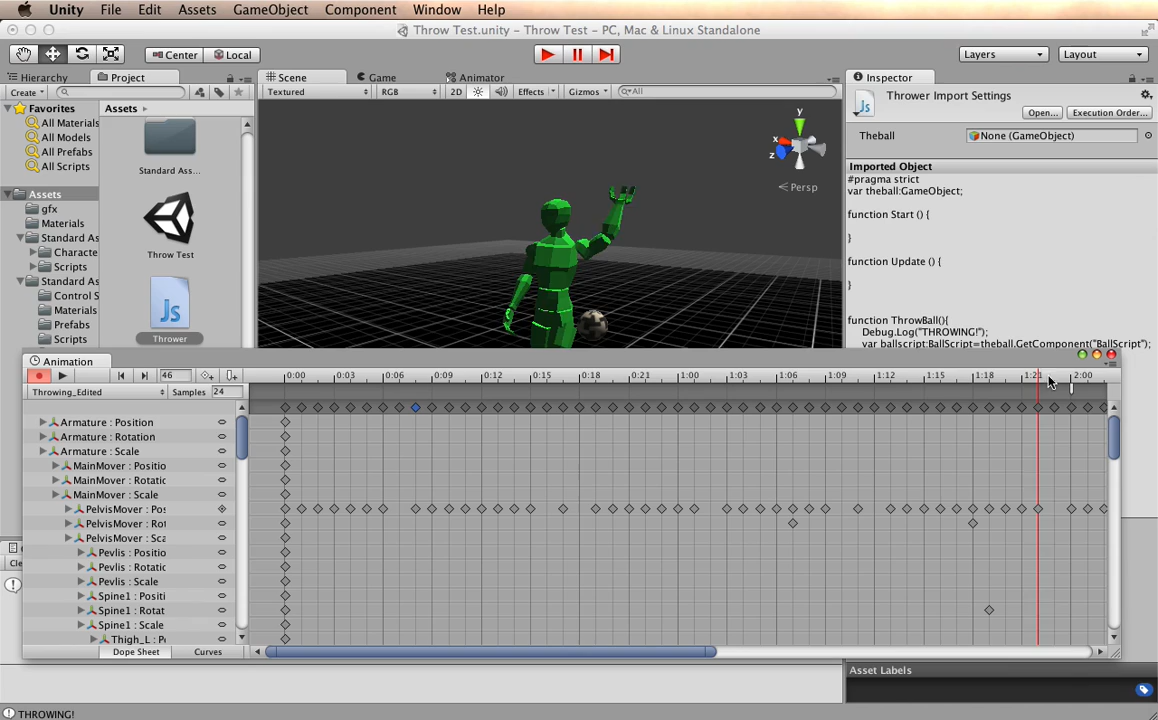 Unity File Edit Assets GameObject Component Window Help
Throw Test.unity – Throw Test – PC, Mac & Linux Standalone
Center Local Layers Layout
Hierarchy Project Scene Game Animator Inspector
Create Textured RGB 2D Effects Gizmos All
Thrower Import Settings
Open... Execution Order...
Favorites
All Materials
All Models
All Prefabs
All Scripts
Assets
gfx
Materials
Standard As
Characte
Scripts
Standard As
Control S
Materials
Prefabs
Scripts
Assets
Standard Ass...
Throw Test
Js
Thrower
y
x
z
Persp
Js
Theball None (GameObject)
Imported Object
#pragma strict
var theball:GameObject;
function Start () {
}
function Update () {
}
function ThrowBall(){
Debug.Log("THROWING!");
var ballscript:BallScript=theball.GetComponent("BallScript");
Animation
46 0:00 0:03 0:06 0:09 0:12 0:15 0:18 0:21 1:00 1:03 1:06 1:09 1:12 1:15 1:18 1:21 2:00
Throwing_Edited Samples 24
Armature : Position
Armature : Rotation
Armature : Scale
MainMover : Positio
MainMover : Rotatic
MainMover : Scale
PelvisMover : Pos
PelvisMover : Rot
PelvisMover : Sca
Pevlis : Positio
Pevlis : Rotatic
Pevlis : Scale
Spine1 : Positi
Spine1 : Rotat
Spine1 : Scale
Thigh_L : P
Dope Sheet Curves
Cle
Asset Labels
THROWING!